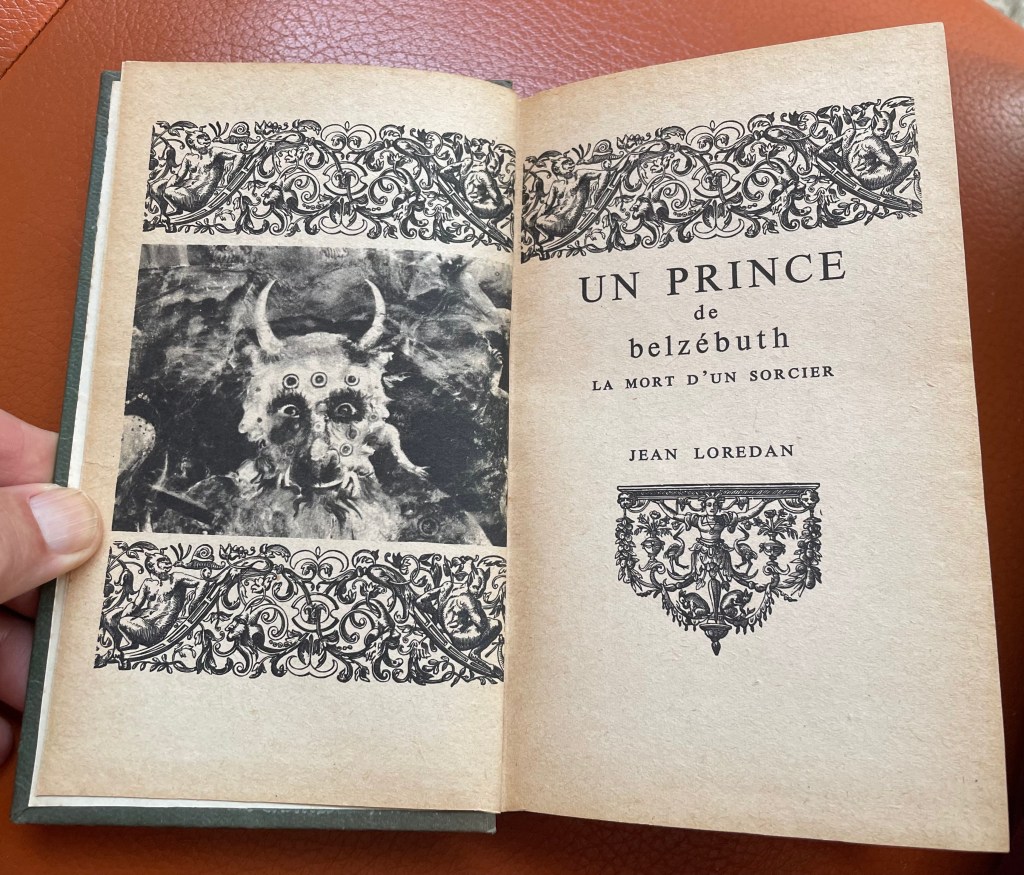 UN PRINCE
de
belzébuth
LA MORT D'UN SORCIER
JEAN LOREDAN